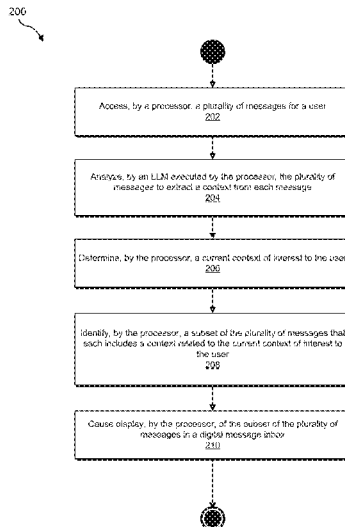 200
Access, by a processor, a plurality of messages for a user
202
Analyze, by an LLM executed by the processor, the plurality of
messages to extract a context from each message
204
Determine, by the processor, a current context of interest to the user
206
Identify, by the processor, a subset of the plurality of messages that
each includes a context related to the current context of interest to
the user
208
Cause display, by the processor, of the subset of the plurality of
messages in a digital message inbox
210